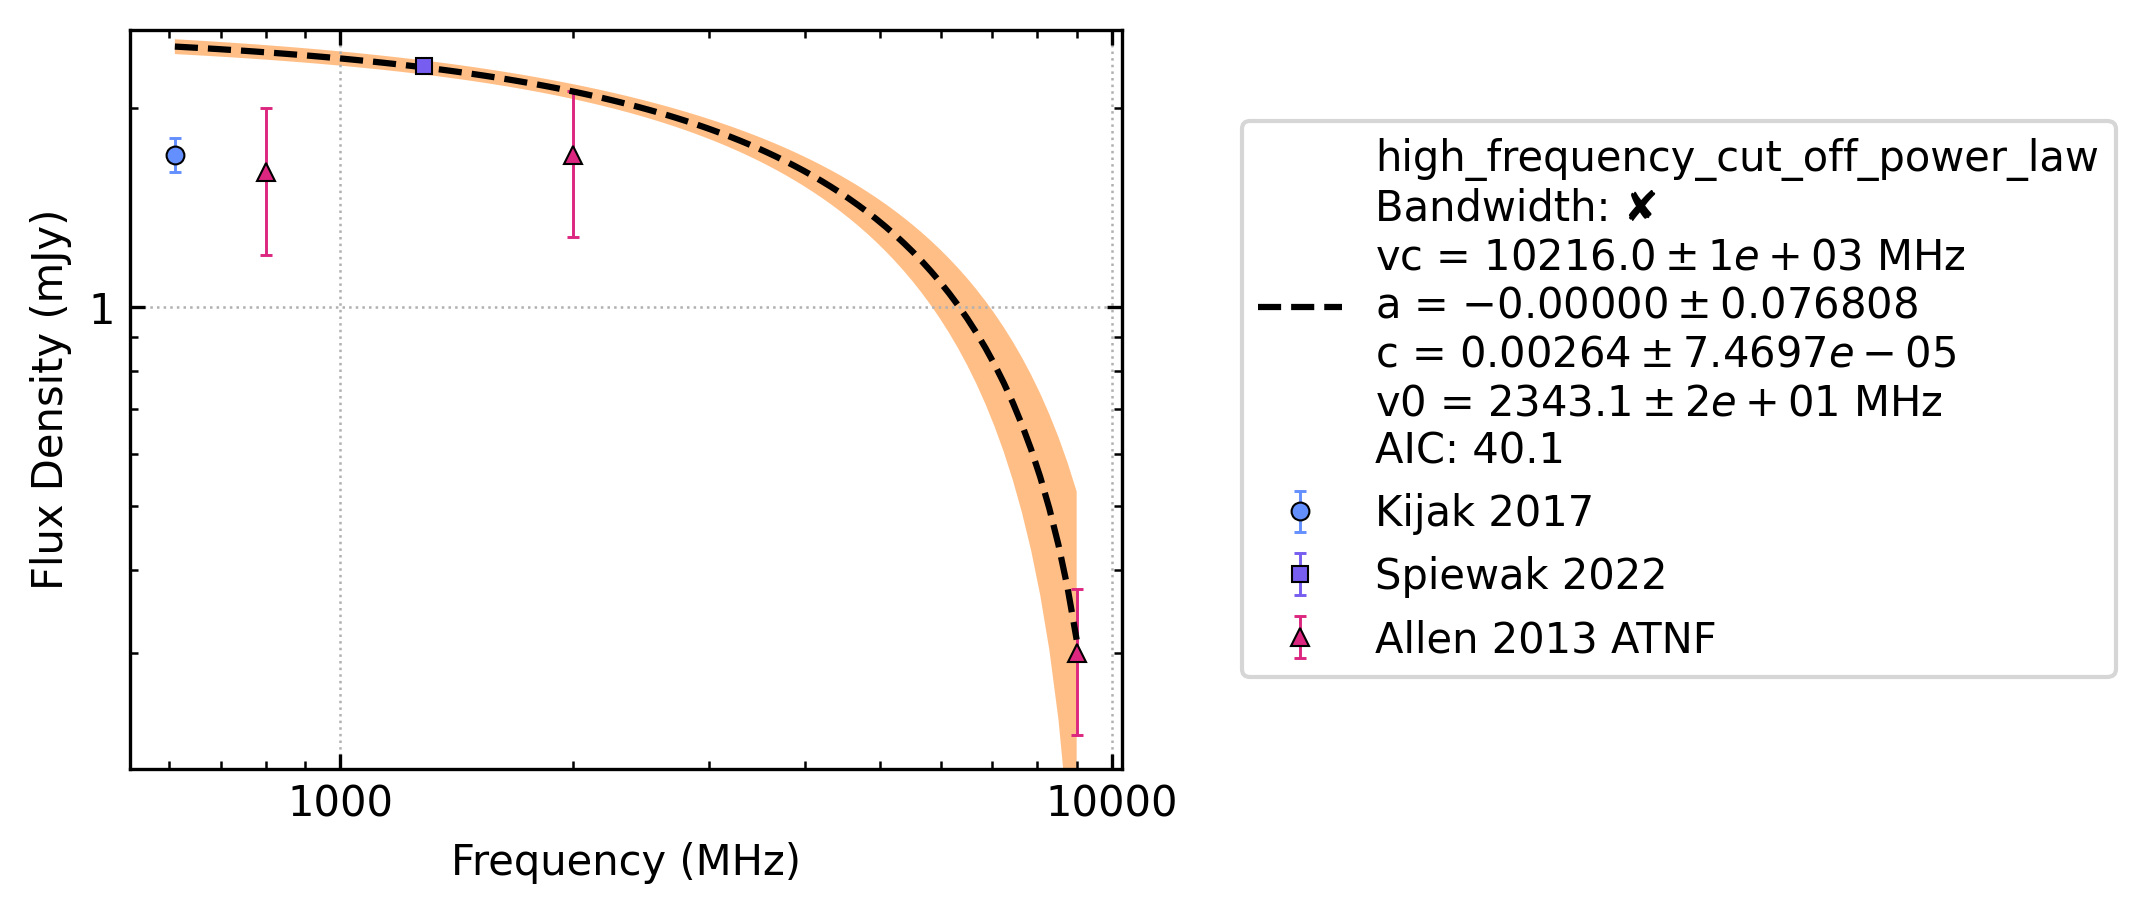 Flux Density (mJy)
1
1000
10000
Frequency (MHz)
high_frequency_cut_off_power_law
Bandwidth: ✘
vc = 10216.0 ± 1e + 03 MHz
a = −0.00000 ± 0.076808
c = 0.00264 ± 7.4697e − 05
v0 = 2343.1 ± 2e + 01 MHz
AIC: 40.1
Kijak 2017
Spiewak 2022
Allen 2013 ATNF